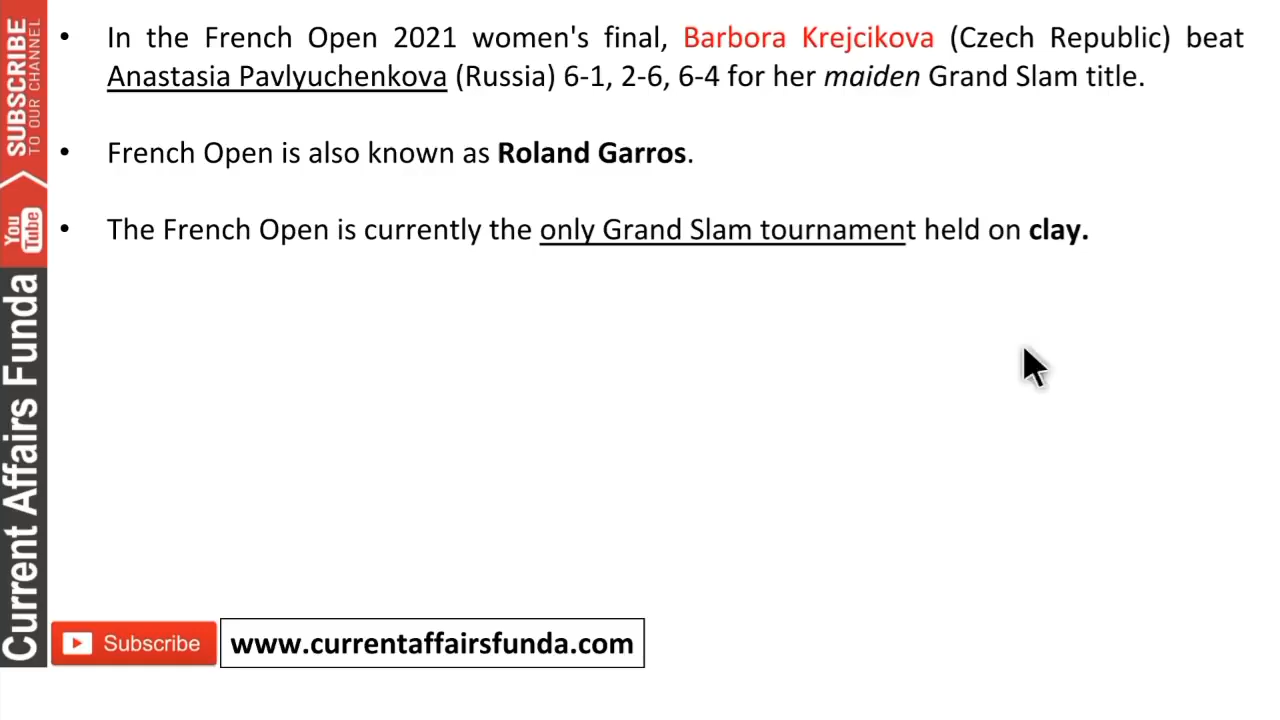 • In the French Open 2021 women's final, Barbora Krejcikova (Czech Republic) beat
Anastasia Pavlyuchenkova (Russia) 6-1, 2-6, 6-4 for her maiden Grand Slam title.
• French Open is also known as Roland Garros.
• The French Open is currently the only Grand Slam tournament held on clay.
SUBSCRIBE
TO OUR CHANNEL
You
Tube
Current Affairs Funda
Subscribe
www.currentaffairsfunda.com